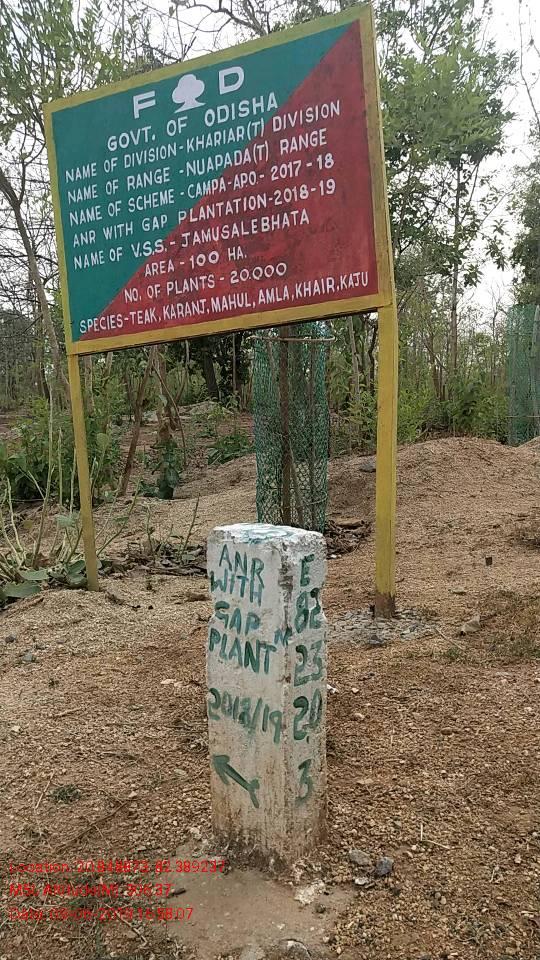 F D
GOVT. OF ODISHA
NAME OF DIVISION - KHARIAR(T) DIVISION
NAME OF RANGE - NUAPADA(T) RANGE
NAME OF SCHEME - CAMPA-APO - 2017-18
ANR WITH GAP PLANTATION-2018-19
NAME OF V.S.S. - JAMUSALEBHATA
AREA - 100 HA.
NO. OF PLANTS - 20.000
SPECIES-TEAK, KARANJ, MAHUL, AMLA, KHAIR, KAJU
ANR
WITH
GAP
PLANT
2018/19
E
82
N
23
20
3